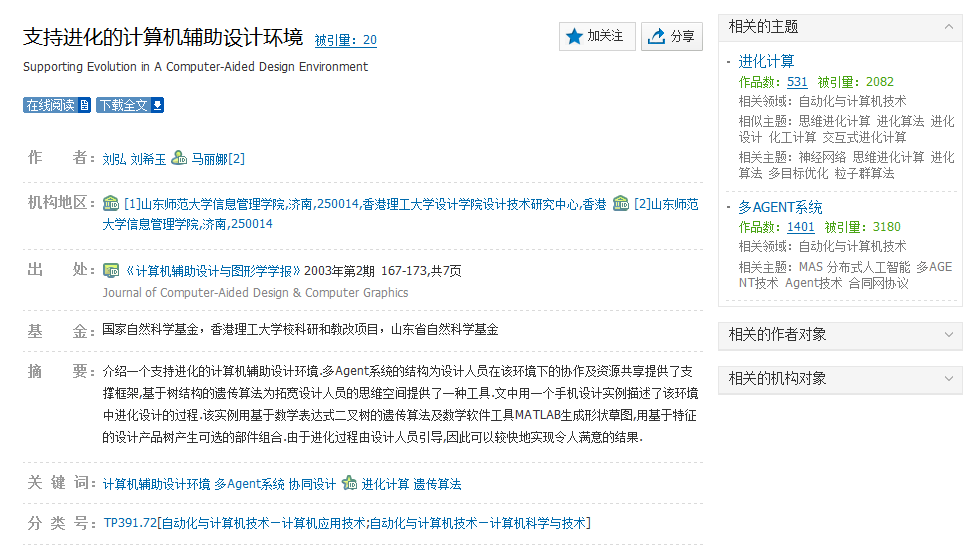 支持进化的计算机辅助设计环境 被引量：20
加关注
分享
Supporting Evolution in A Computer-Aided Design Environment
在线阅读 下载全文
作 者： 刘弘 刘希玉 马丽娜[2]
机构地区： [1]山东师范大学信息管理学院,济南,250014,香港理工大学设计学院设计技术研究中心,香港 [2]山东师范
大学信息管理学院,济南,250014
出 处： 《计算机辅助设计与图形学学报》2003年第2期 167-173,共7页
Journal of Computer-Aided Design & Computer Graphics
基 金： 国家自然科学基金，香港理工大学校科研和教改项目，山东省自然科学基金
摘 要： 介绍一个支持进化的计算机辅助设计环境.多Agent系统的结构为设计人员在该环境下的协作及资源共享提供了支
撑框架,基于树结构的遗传算法为拓宽设计人员的思维空间提供了一种工具.文中用一个手机设计实例描述了该环境
中进化设计的过程.该实例用基于数学表达式二叉树的遗传算法及数学软件工具MATLAB生成形状草图,用基于特征
的设计产品树产生可选的部件组合.由于进化过程由设计人员引导,因此可以较快地实现令人满意的结果.
关 键 词： 计算机辅助设计环境 多Agent系统 协同设计 进化计算 遗传算法
分 类 号： TP391.72[自动化与计算机技术—计算机应用技术;自动化与计算机技术—计算机科学与技术]
相关的主题
进化计算
作品数：531 被引量：2082
相关领域：自动化与计算机技术
相似主题：思维进化计算 进化算法 进化
设计 化工计算 交互式进化计算
相关主题：神经网络 思维进化计算 进化
算法 多目标优化 粒子群算法
多AGENT系统
作品数：1401 被引量：3180
相关领域：自动化与计算机技术
相关主题：MAS 分布式人工智能 多AGE
NT技术 Agent技术 合同网协议
相关的作者对象
相关的机构对象